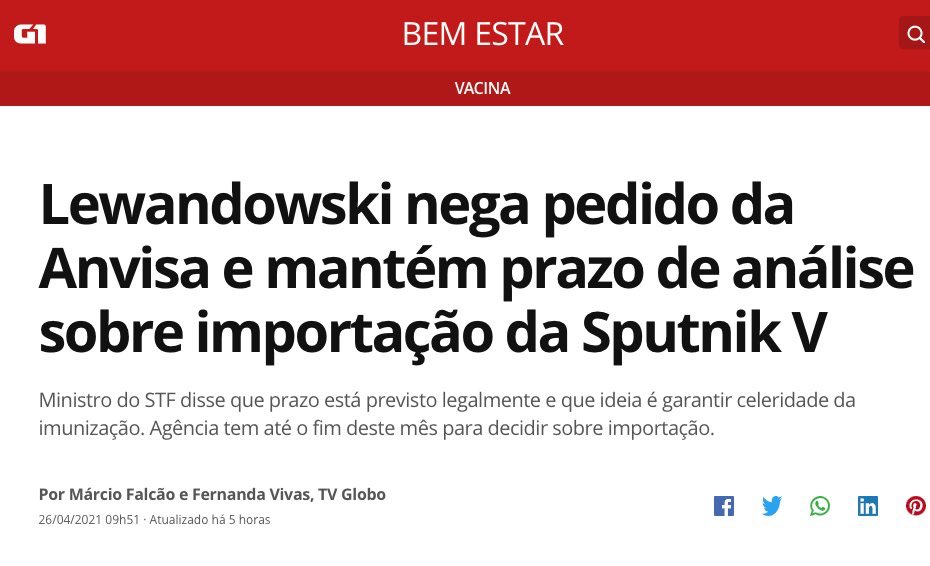 G1
BEM ESTAR
VACINA
Lewandowski nega pedido da
Anvisa e mantém prazo de análise
sobre importação da Sputnik V
Ministro do STF disse que prazo está previsto legalmente e que ideia é garantir celeridade da
imunização. Agência tem até o fim deste mês para decidir sobre importação.
Por Márcio Falcão e Fernanda Vivas, TV Globo
26/04/2021 09h51 · Atualizado há 5 horas